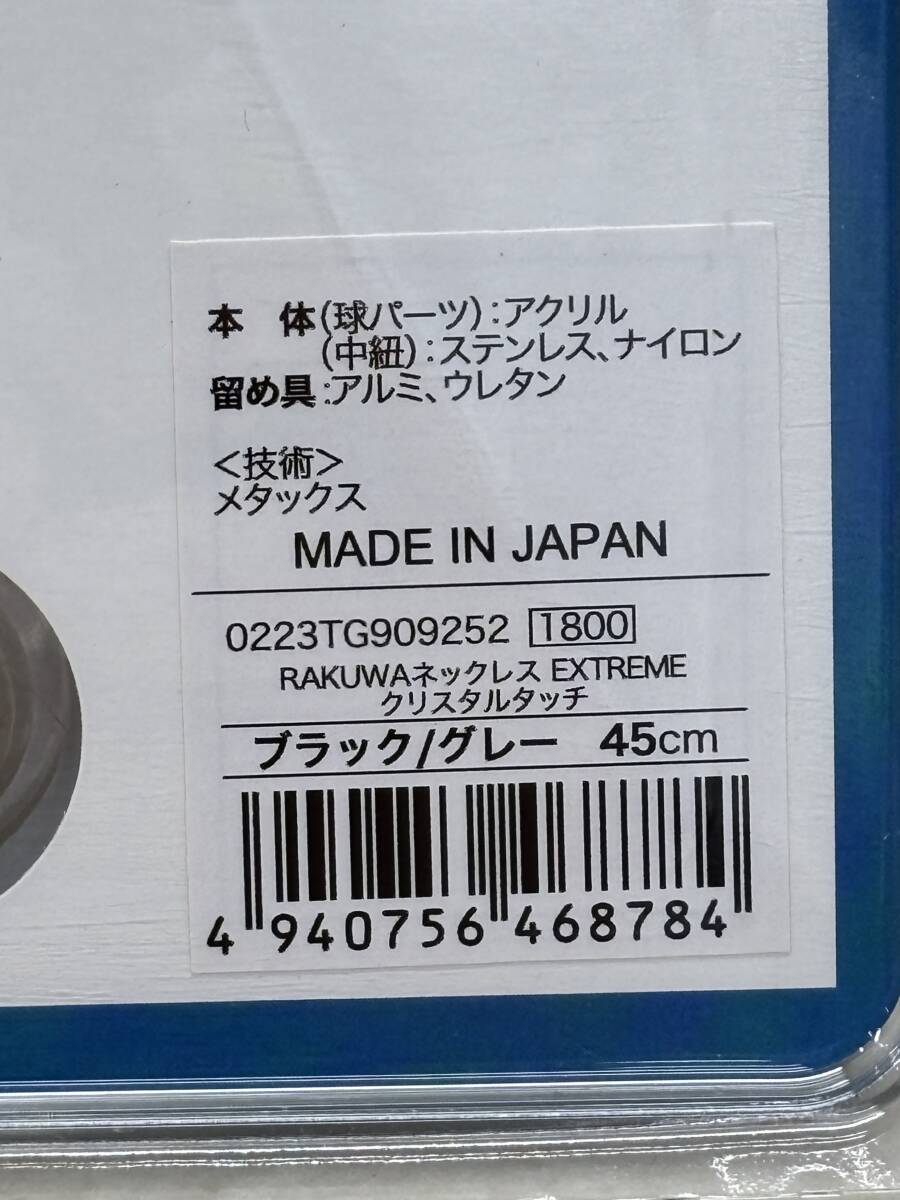 本　体(球パーツ):アクリル
(中紐):ステンレス、ナイロン
留め具:アルミ、ウレタン
＜技術＞
メタックス
MADE IN JAPAN
0223TG909252 1800
RAKUWAネックレス EXTREME
クリスタルタッチ
ブラック/グレー 45cm
4 940756 468784